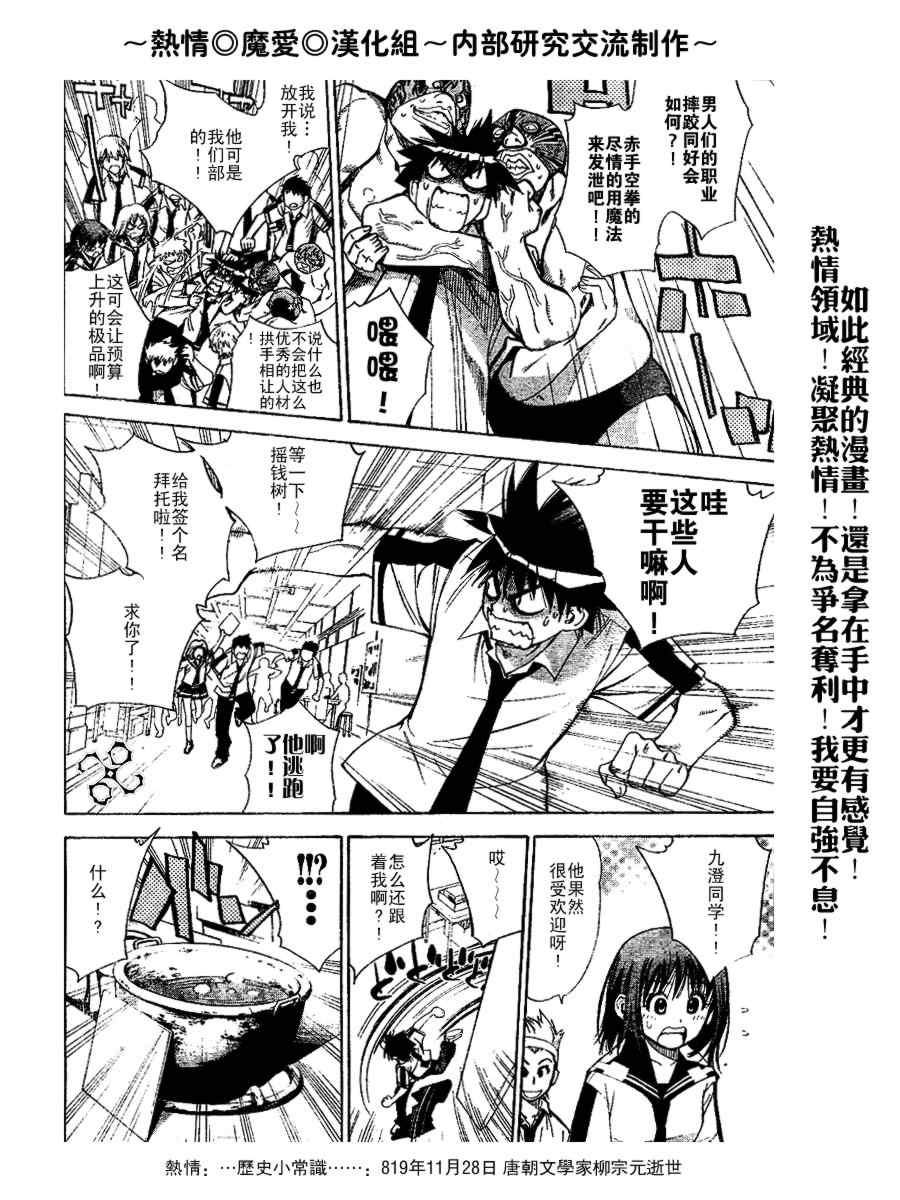 ～熱情◎魔愛◎漢化組～内部研究交流制作～
男人们的职业
摔跤同好会
如何？！
赤手空拳的
尽情的用魔法
来发泄吧！！
喂
喂！
我说…
放开我！
他可是
我们部
的！！
说什么也
不会把这么
优秀的人材
拱手相让的
这可会让预算
上升的极品啊！
哇
这些人
要干嘛啊！
等一下～～
摇钱树！
给我签个名
拜托啦！！
求你了！！
啊
他逃跑
了！！
九澄同学！！
他果然
很受欢迎呀！
哎～～
怎么还跟
着我啊？！
!!?…
什么！？
如此經典的漫畫！還是拿在手中才更有感覺！
熱情領域！凝聚熱情！不為爭名奪利！我要自強不息！
熱情：…歷史小常識……：819年11月28日 唐朝文學家柳宗元逝世